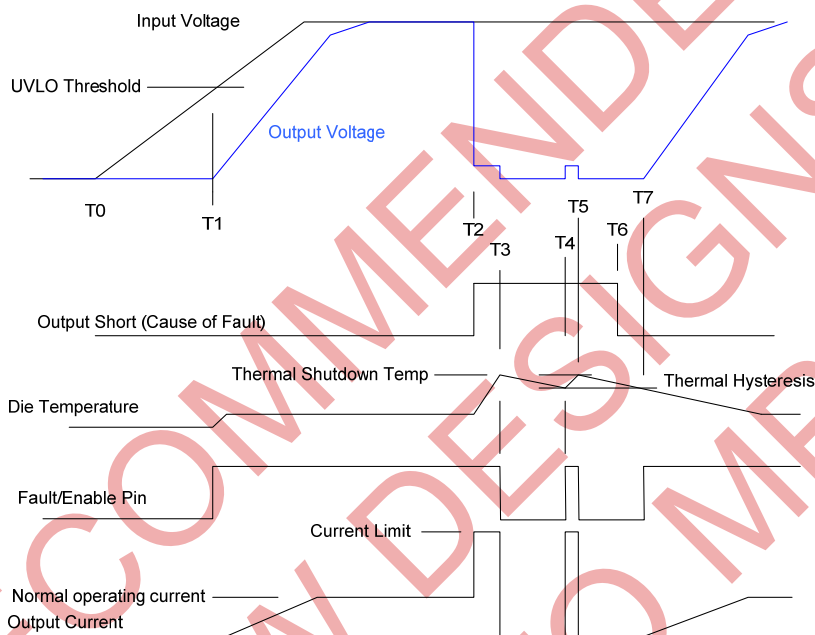 Input Voltage
UVLO Threshold
Output Voltage
T0
T1
T2
T3
T4
T5
T6
T7
Output Short (Cause of Fault)
Thermal Shutdown Temp
Thermal Hysteresis
Die Temperature
Fault/Enable Pin
Current Limit
Normal operating current
Output Current